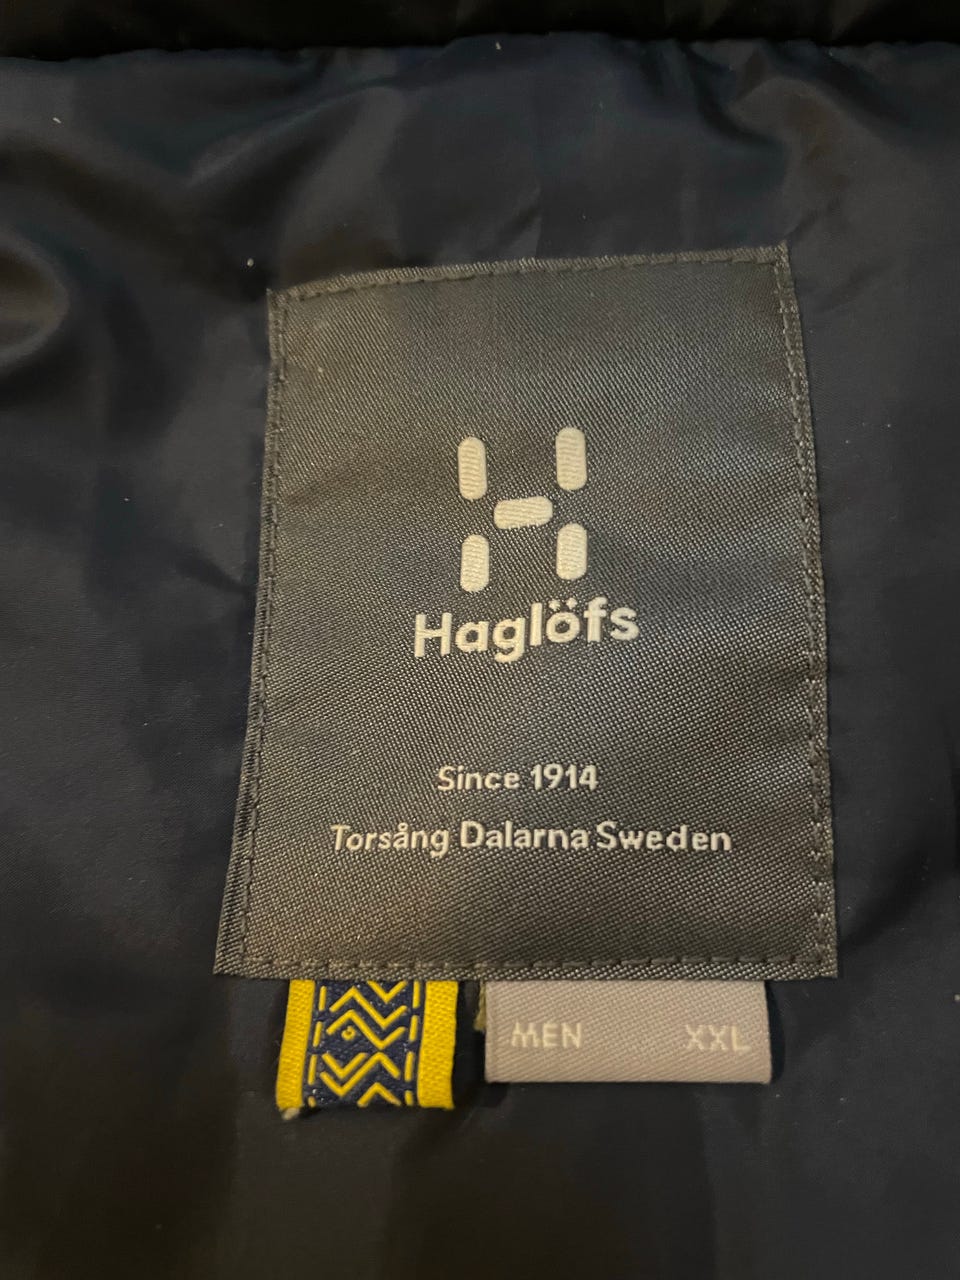 Haglöfs
Since 1914
Torsång Dalarna Sweden
MEN XXL